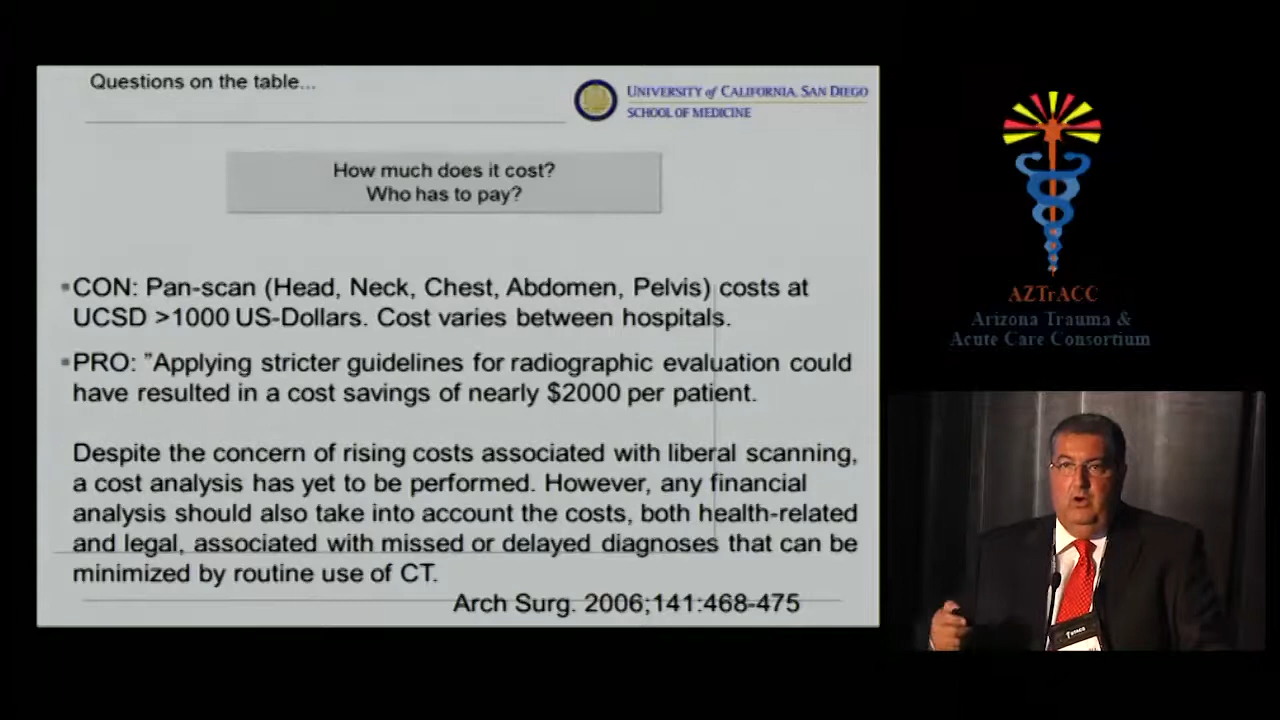 Questions on the table...
UNIVERSITY of CALIFORNIA, SAN DIEGO
SCHOOL OF MEDICINE
How much does it cost?
Who has to pay?
▪CON: Pan-scan (Head, Neck, Chest, Abdomen, Pelvis) costs at
UCSD >1000 US-Dollars. Cost varies between hospitals.
▪PRO: ”Applying stricter guidelines for radiographic evaluation could
have resulted in a cost savings of nearly $2000 per patient.
Despite the concern of rising costs associated with liberal scanning,
a cost analysis has yet to be performed. However, any financial
analysis should also take into account the costs, both health-related
and legal, associated with missed or delayed diagnoses that can be
minimized by routine use of CT.
Arch Surg. 2006;141:468-475
AZTrACC
Arizona Trauma &
Acute Care Consortium